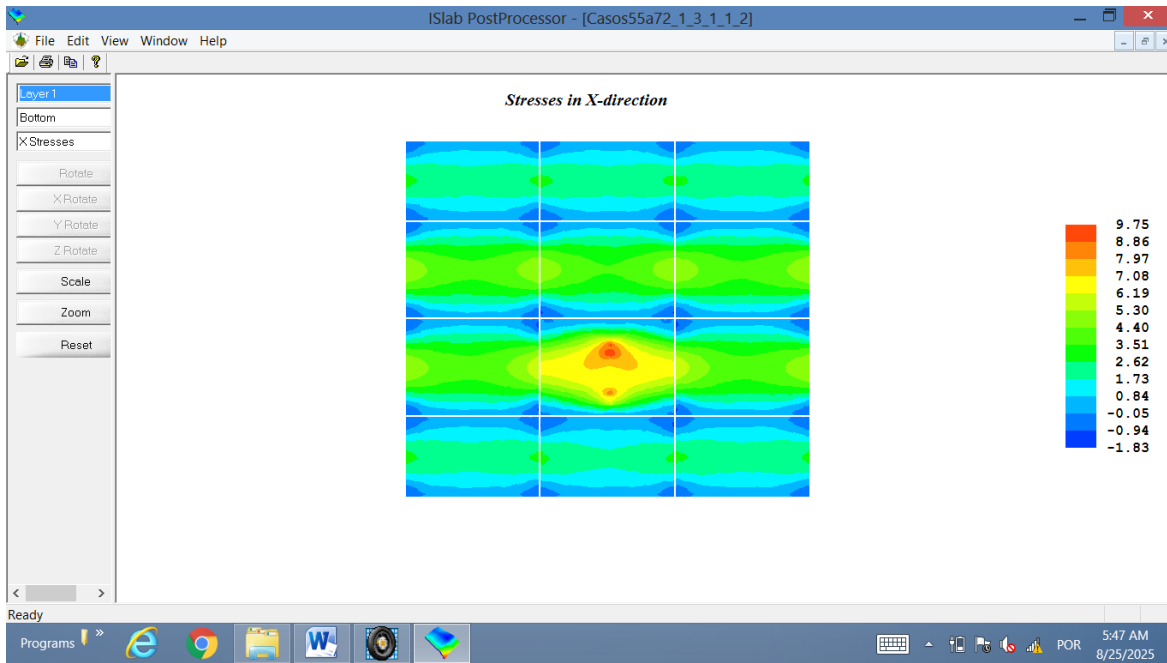 ISlab PostProcessor - [Casos55a72_1_3_1_1_2]
File Edit View Window Help
Layer 1
Bottom
X Stresses
Rotate
X Rotate
Y Rotate
Z Rotate
Scale
Zoom
Reset
Stresses in X-direction
9.75
8.86
7.97
7.08
6.19
5.30
4.40
3.51
2.62
1.73
0.84
-0.05
-0.94
-1.83
Ready
Programs
POR
5:47 AM
8/25/2025